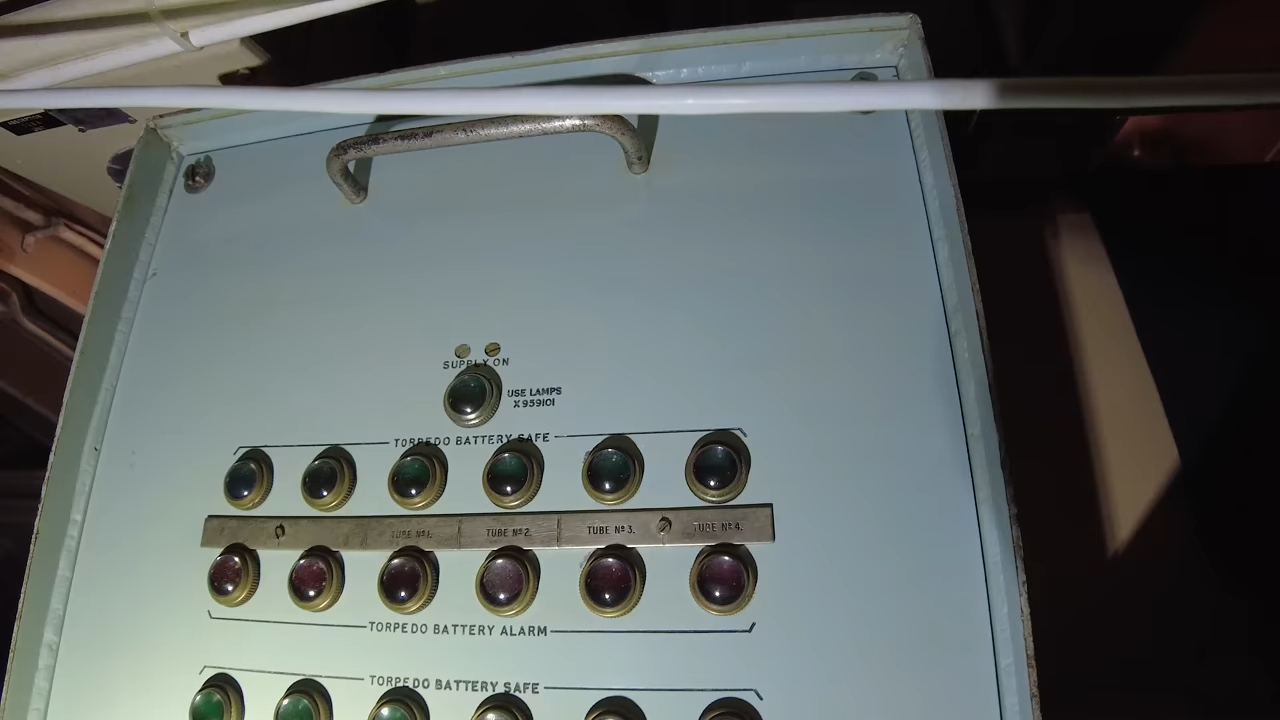 SUPPLY ON
USE LAMPS
X959101
TORPEDO BATTERY SAFE
TUBE Nº1. TUBE Nº2. TUBE Nº3. TUBE Nº4.
TORPEDO BATTERY ALARM
TORPEDO BATTERY SAFE